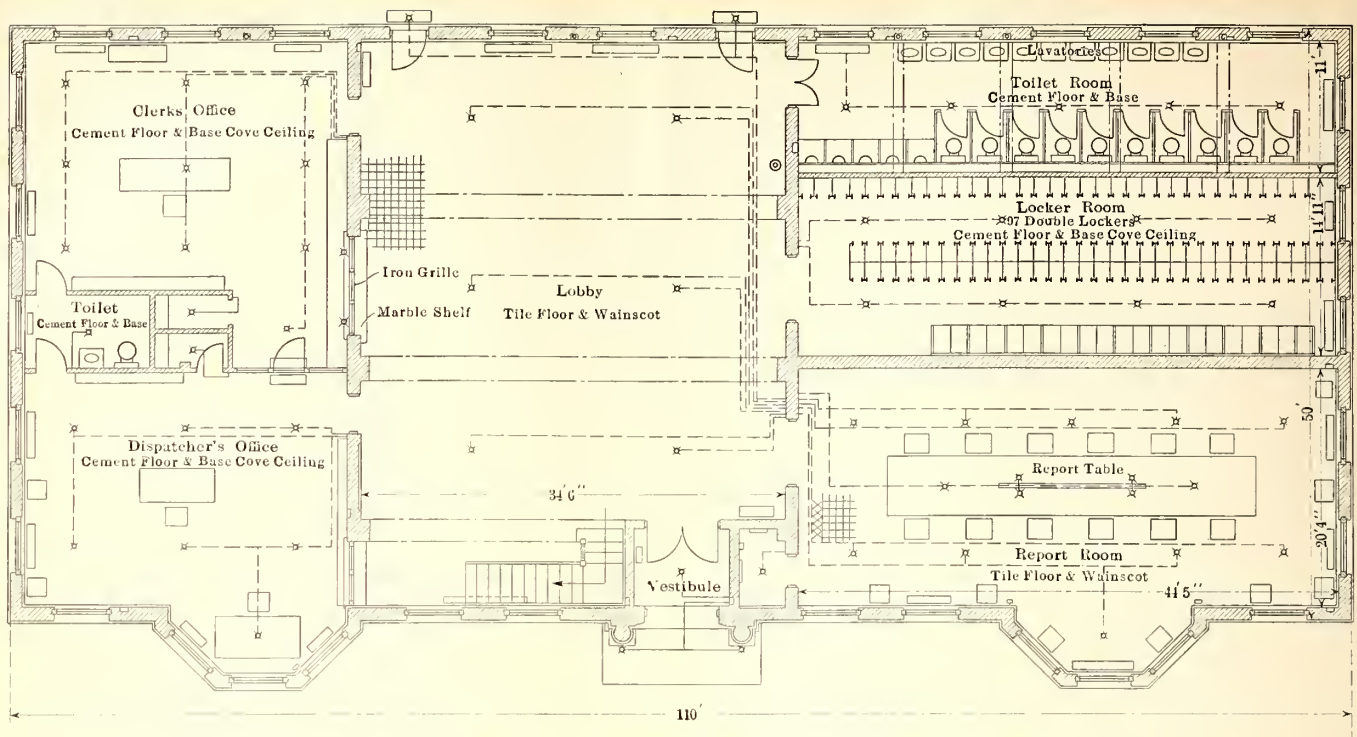 Clerks Office
Cement Floor & Base Cove Ceiling
Toilet
Cement Floor & Base
Iron Grille
Marble Shelf
Lobby
Tile Floor & Wainscot
Lavatories
Toilet Room
Cement Floor & Base
11'
Locker Room
97 Double Lockers
Cement Floor & Base Cove Ceiling
14'11"
50'
Dispatcher's Office
Cement Floor & Base Cove Ceiling
34'6"
Vestibule
Report Table
Report Room
Tile Floor & Wainscot
20'4"
44'5"
110'